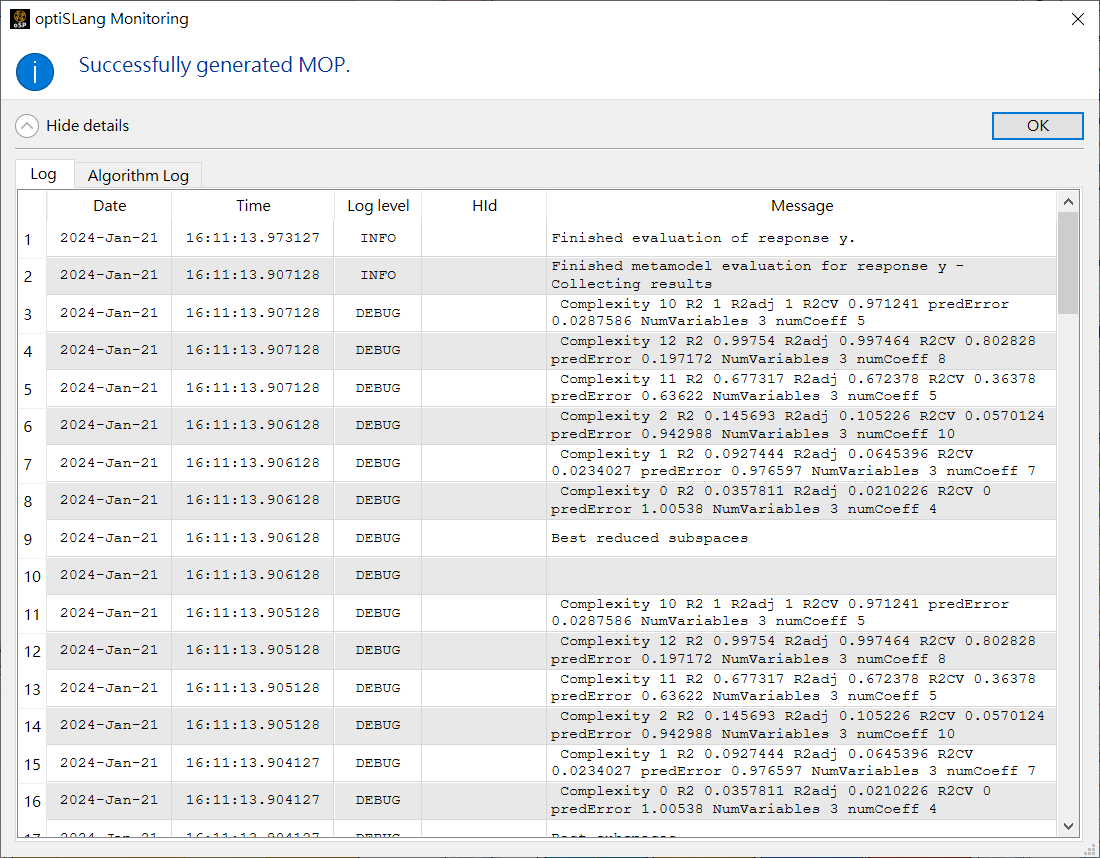 optiSLang Monitoring
Successfully generated MOP.
Hide details
OK
Log
Algorithm Log
Date Time Log level HId Message
1 2024-Jan-21 16:11:13.973127 INFO Finished evaluation of response y.
2 2024-Jan-21 16:11:13.907128 INFO Finished metamodel evaluation for response y -
Collecting results
3 2024-Jan-21 16:11:13.907128 DEBUG Complexity 10 R2 1 R2adj 1 R2CV 0.971241 predError
0.0287586 NumVariables 3 numCoeff 5
4 2024-Jan-21 16:11:13.907128 DEBUG Complexity 12 R2 0.99754 R2adj 0.997464 R2CV 0.802828
predError 0.197172 NumVariables 3 numCoeff 8
5 2024-Jan-21 16:11:13.907128 DEBUG Complexity 11 R2 0.677317 R2adj 0.672378 R2CV 0.36378
predError 0.63622 NumVariables 3 numCoeff 5
6 2024-Jan-21 16:11:13.906128 DEBUG Complexity 2 R2 0.145693 R2adj 0.105226 R2CV 0.0570124
predError 0.942988 NumVariables 3 numCoeff 10
7 2024-Jan-21 16:11:13.906128 DEBUG Complexity 1 R2 0.0927444 R2adj 0.0645396 R2CV
0.0234027 predError 0.976597 NumVariables 3 numCoeff 7
8 2024-Jan-21 16:11:13.906128 DEBUG Complexity 0 R2 0.0357811 R2adj 0.0210226 R2CV 0
predError 1.00538 NumVariables 3 numCoeff 4
9 2024-Jan-21 16:11:13.906128 DEBUG Best reduced subspaces
10 2024-Jan-21 16:11:13.906128 DEBUG
11 2024-Jan-21 16:11:13.905128 DEBUG Complexity 10 R2 1 R2adj 1 R2CV 0.971241 predError
0.0287586 NumVariables 3 numCoeff 5
12 2024-Jan-21 16:11:13.905128 DEBUG Complexity 12 R2 0.99754 R2adj 0.997464 R2CV 0.802828
predError 0.197172 NumVariables 3 numCoeff 8
13 2024-Jan-21 16:11:13.905128 DEBUG Complexity 11 R2 0.677317 R2adj 0.672378 R2CV 0.36378
predError 0.63622 NumVariables 3 numCoeff 5
14 2024-Jan-21 16:11:13.905128 DEBUG Complexity 2 R2 0.145693 R2adj 0.105226 R2CV 0.0570124
predError 0.942988 NumVariables 3 numCoeff 10
15 2024-Jan-21 16:11:13.904127 DEBUG Complexity 1 R2 0.0927444 R2adj 0.0645396 R2CV
0.0234027 predError 0.976597 NumVariables 3 numCoeff 7
16 2024-Jan-21 16:11:13.904127 DEBUG Complexity 0 R2 0.0357811 R2adj 0.0210226 R2CV 0
predError 1.00538 NumVariables 3 numCoeff 4
17 2024-Jan-21 16:11:13.904127 DEBUG Best subspaces